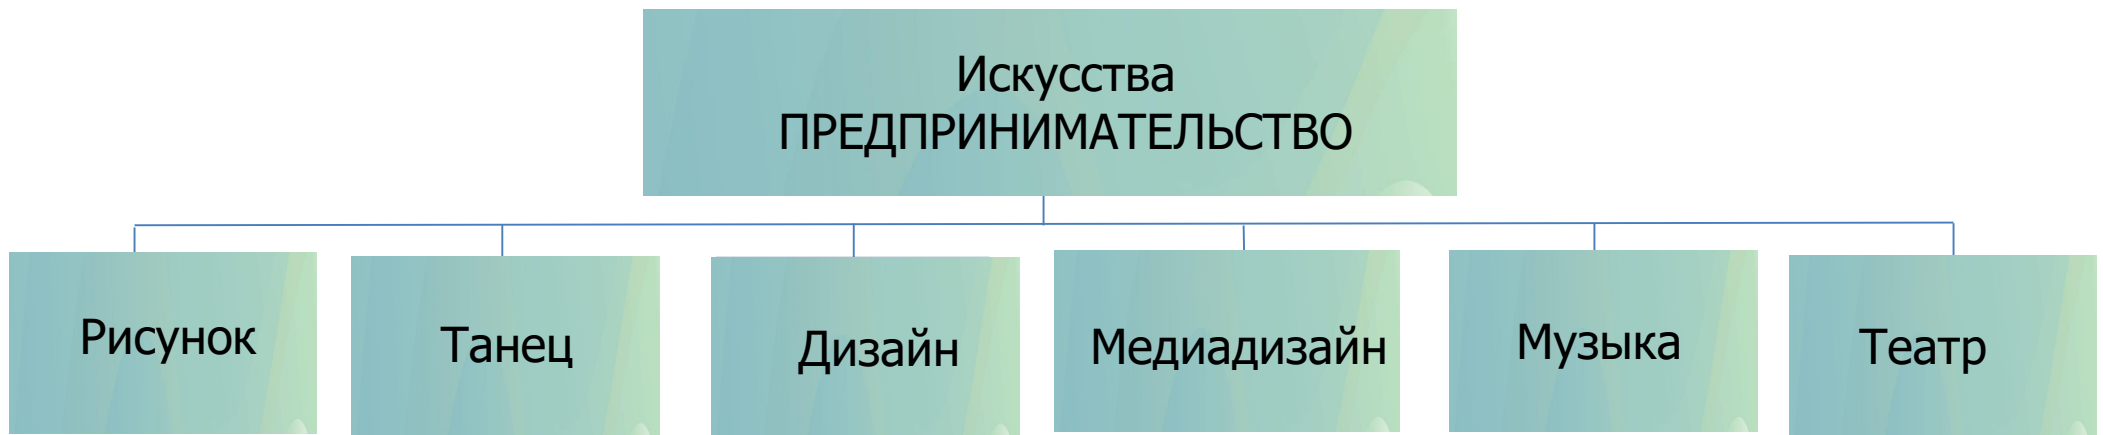 Искусства
ПРЕДПРИНИМАТЕЛЬСТВО
Рисунок
Танец
Дизайн
Медиадизайн
Музыка
Театр